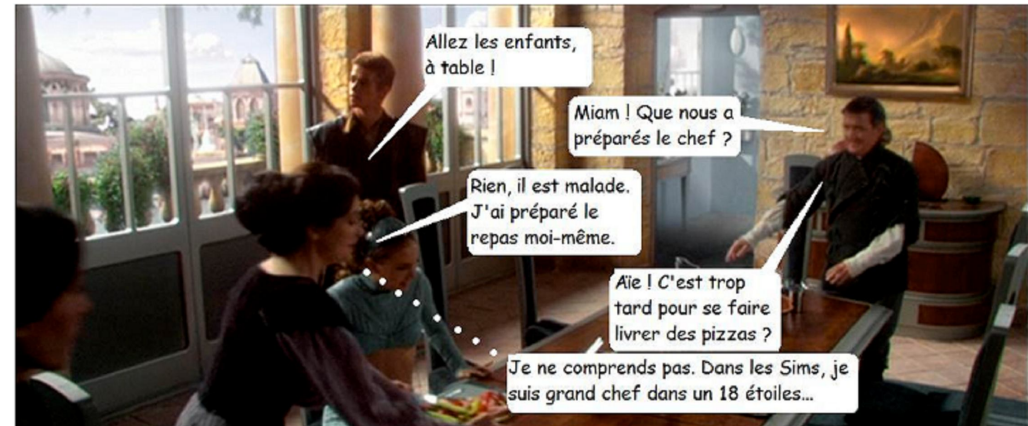 Allez les enfants,
à table !
Miam ! Que nous a
préparés le chef ?
Rien, il est malade.
J'ai préparé le
repas moi-même.
Aïe ! C'est trop
tard pour se faire
livrer des pizzas ?
Je ne comprends pas. Dans les Sims, je
suis grand chef dans un 18 étoiles...